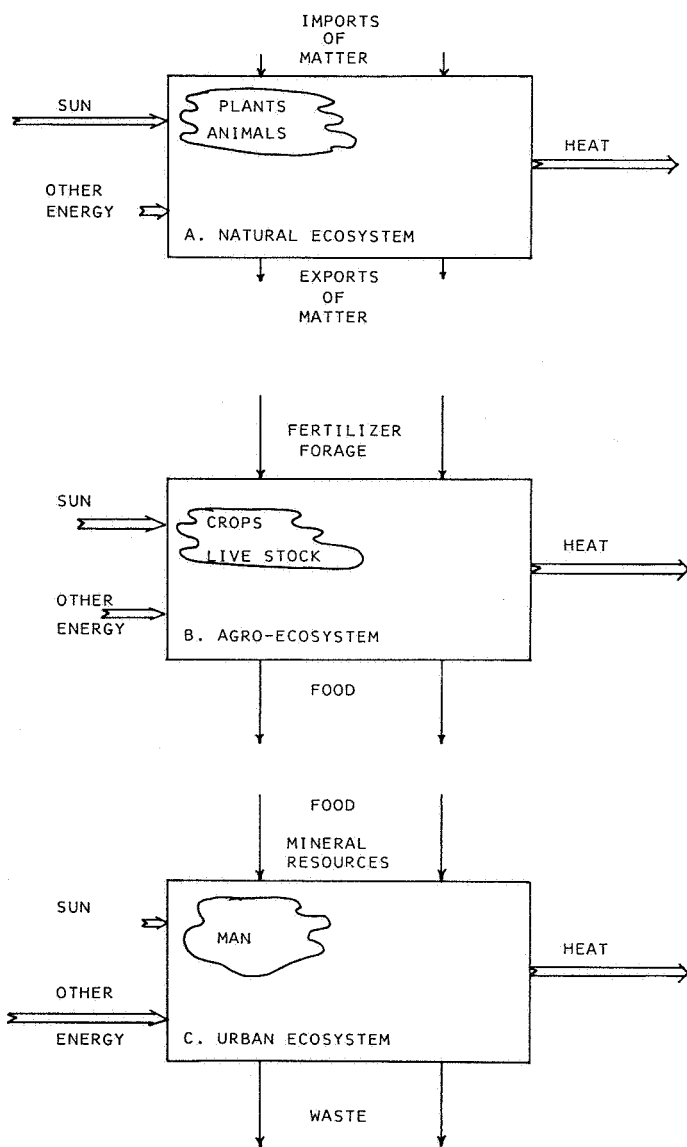 IMPORTS
OF
MATTER
SUN
PLANTS
ANIMALS
HEAT
OTHER
ENERGY
A. NATURAL ECOSYSTEM
EXPORTS
OF
MATTER
FERTILIZER
FORAGE
SUN
CROPS
LIVE STOCK
HEAT
OTHER
ENERGY
B. AGRO-ECOSYSTEM
FOOD
FOOD
MINERAL
RESOURCES
SUN
MAN
HEAT
OTHER
ENERGY
C. URBAN ECOSYSTEM
WASTE